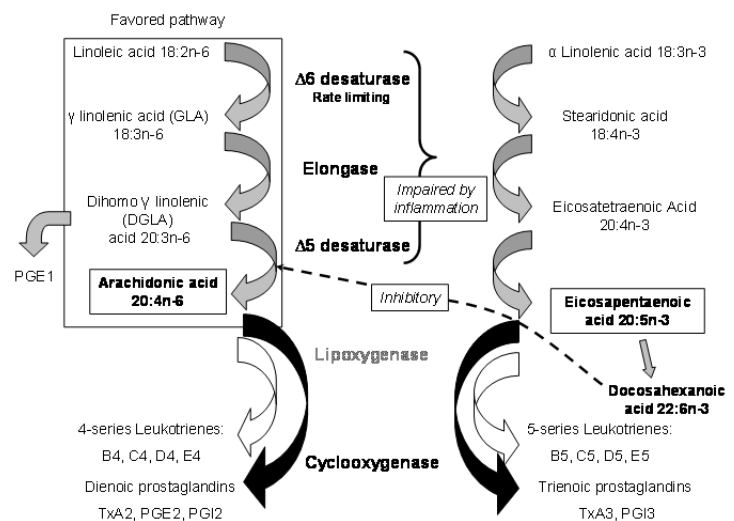 Favored pathway
Linoleic acid 18:2n-6
γ linolenic acid (GLA)
18:3n-6
Dihomo γ linolenic
(DGLA)
acid 20:3n-6
PGE1
Arachidonic acid
20:4n-6
Δ6 desaturase
Rate limiting
Elongase
Impaired by
inflammation
Δ5 desaturase
Inhibitory
α Linolenic acid 18:3n-3
Stearidonic acid
18:4n-3
Eicosatetraenoic Acid
20:4n-3
Eicosapentaenoic
acid 20:5n-3
Docosahexanoic
acid 22:6n-3
Lipoxygenase
Cyclooxygenase
4-series Leukotrienes:
B4, C4, D4, E4
Dienoic prostaglandins
TxA2, PGE2, PGI2
5-series Leukotrienes:
B5, C5, D5, E5
Trienoic prostaglandins
TxA3, PGI3